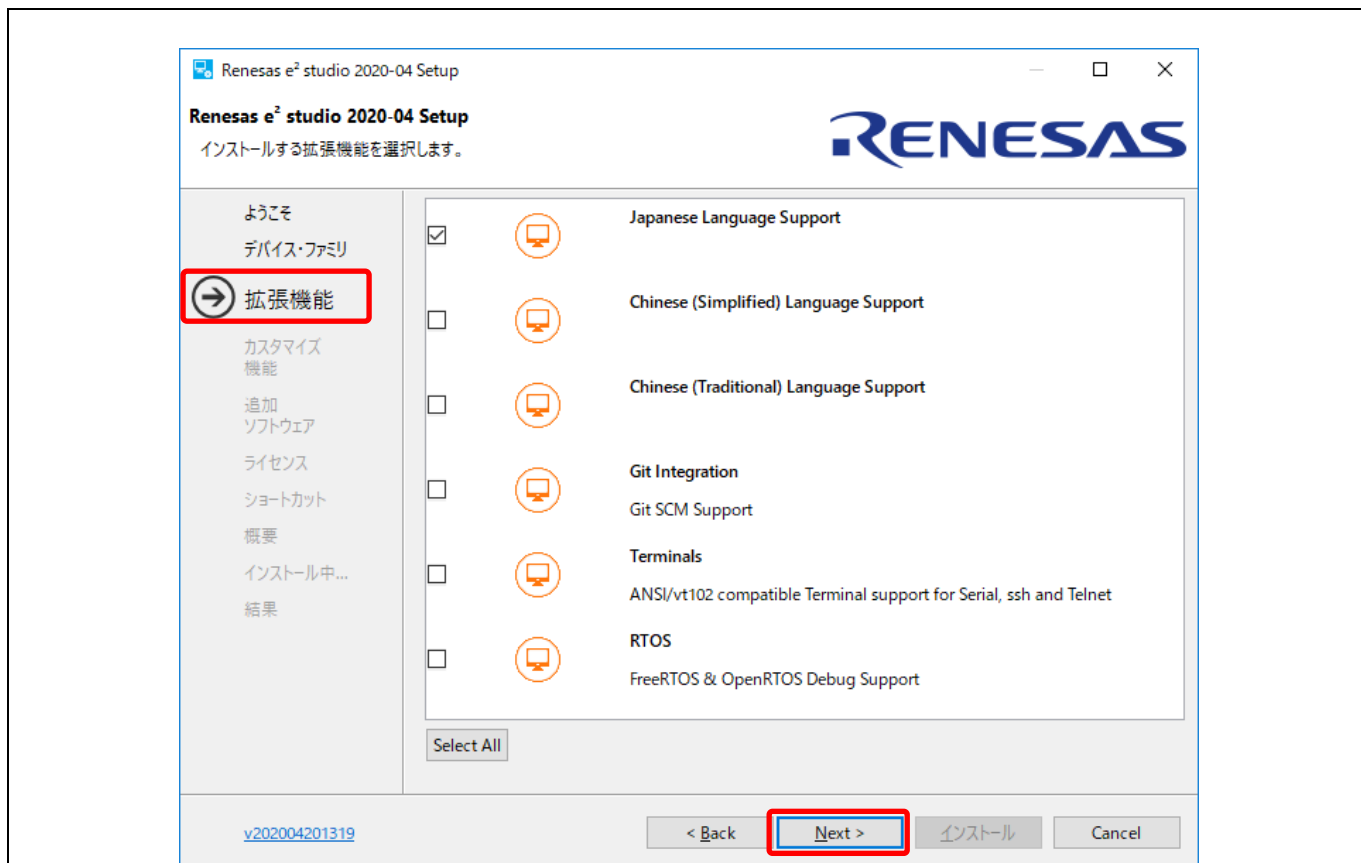 Renesas e² studio 2020-04 Setup
Renesas e² studio 2020-04 Setup
インストールする拡張機能を選択します。
RENESAS
ようこそ
デバイス・ファミリ
拡張機能
カスタマイズ
機能
追加
ソフトウェア
ライセンス
ショートカット
概要
インストール中...
結果
Japanese Language Support
Chinese (Simplified) Language Support
Chinese (Traditional) Language Support
Git Integration
Git SCM Support
Terminals
ANSI/vt102 compatible Terminal support for Serial, ssh and Telnet
RTOS
FreeRTOS & OpenRTOS Debug Support
Select All
v202004201319
< Back
Next >
インストール
Cancel